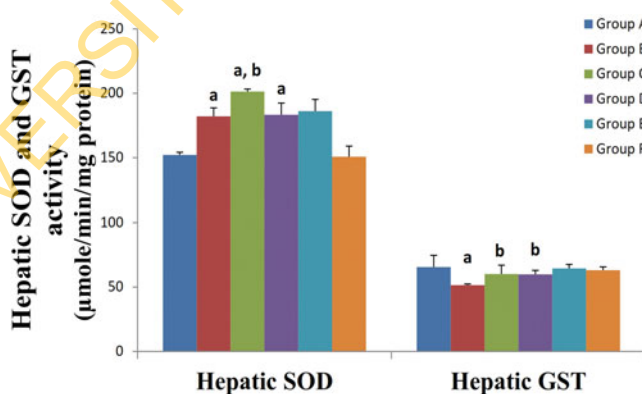 Hepatic SOD and GST
activity
(µmole/min/mg protein)
250
200
150
100
50
0
a
a, b
a
a
b
b
Hepatic SOD
Hepatic GST
Group
Group
Group
Group
Group
Group
VERSIT